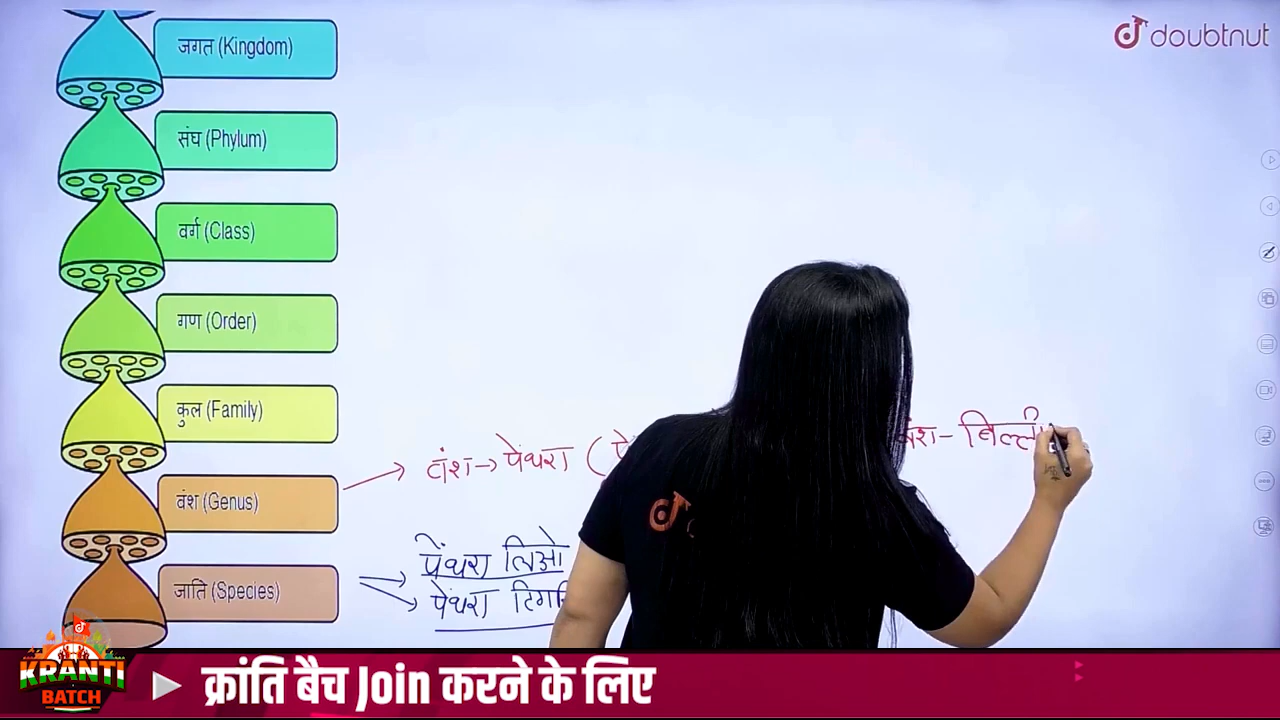 doubtnut
जगत (Kingdom)
संघ (Phylum)
वर्ग (Class)
गण (Order)
कुल (Family)
वंश (Genus)
वंश → पेंथरा (
वंश - बिल्ली
जाति (Species)
पेंथरा लिओ
पेंथरा
KRANTI
BATCH
क्रांति बैच Join करने के लिए